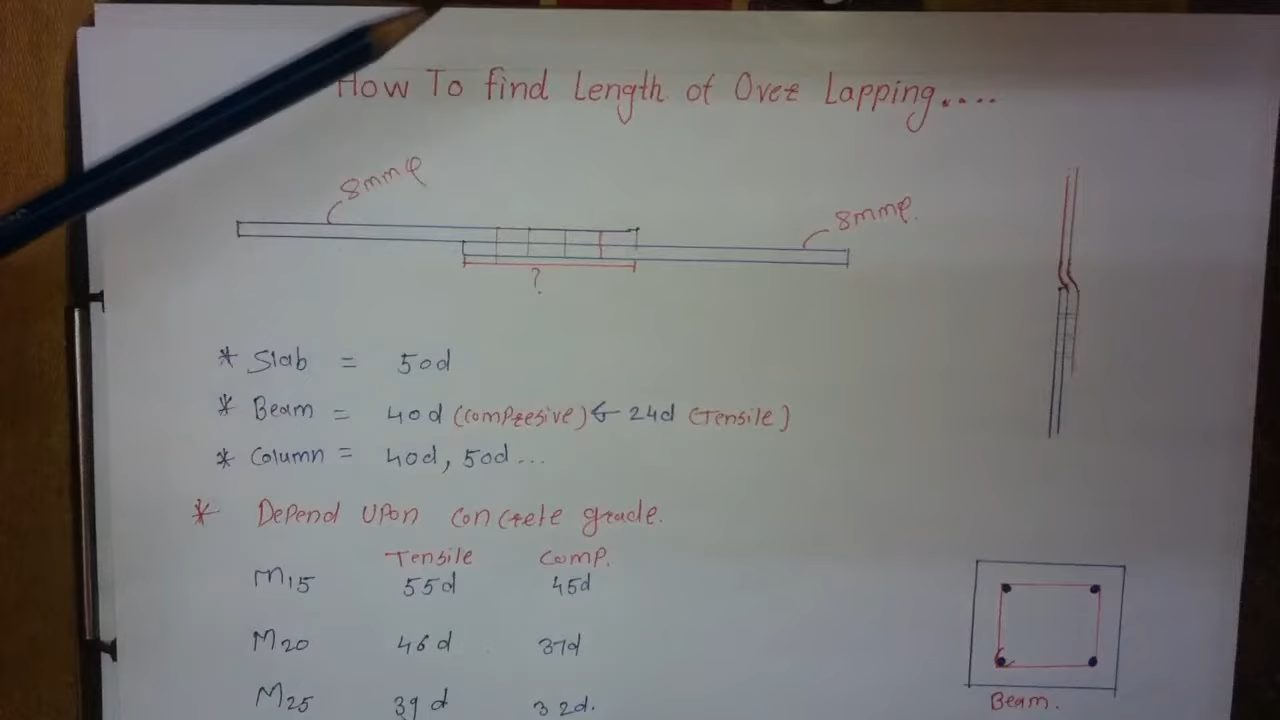 How To find Length of Over Lapping....
8mmφ
8mmφ.
?
* Slab = 50d
* Beam = 40d (compresive) & 24d (Tensile)
* Column = 40d, 50d...
* Depend upon concrete grade.
Tensile Comp.
M15 55d 45d
M20 46d 37d
M25 39d 32d.
Beam.